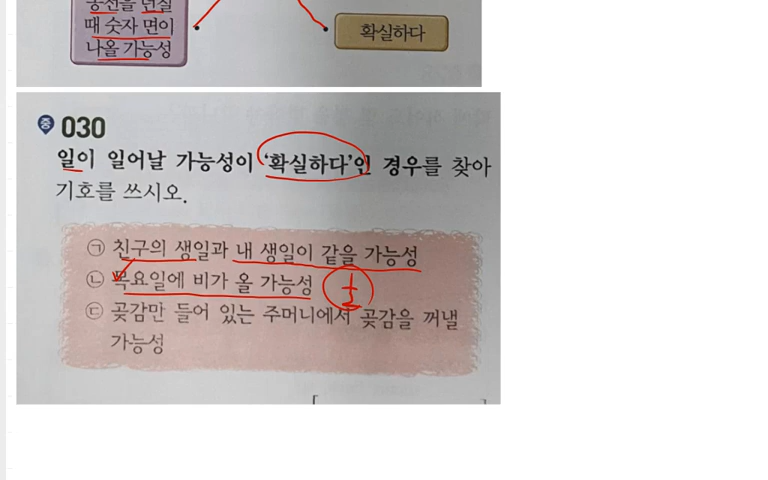 동전을 던질
때 숫자 면이
나올 가능성
확실하다
중 030
일이 일어날 가능성이 ‘확실하다’인 경우를 찾아
기호를 쓰시오.
㉠ 친구의 생일과 내 생일이 같을 가능성
㉡ 목요일에 비가 올 가능성
㉢ 곶감만 들어 있는 주머니에서 곶감을 꺼낼
가능성
[ ]